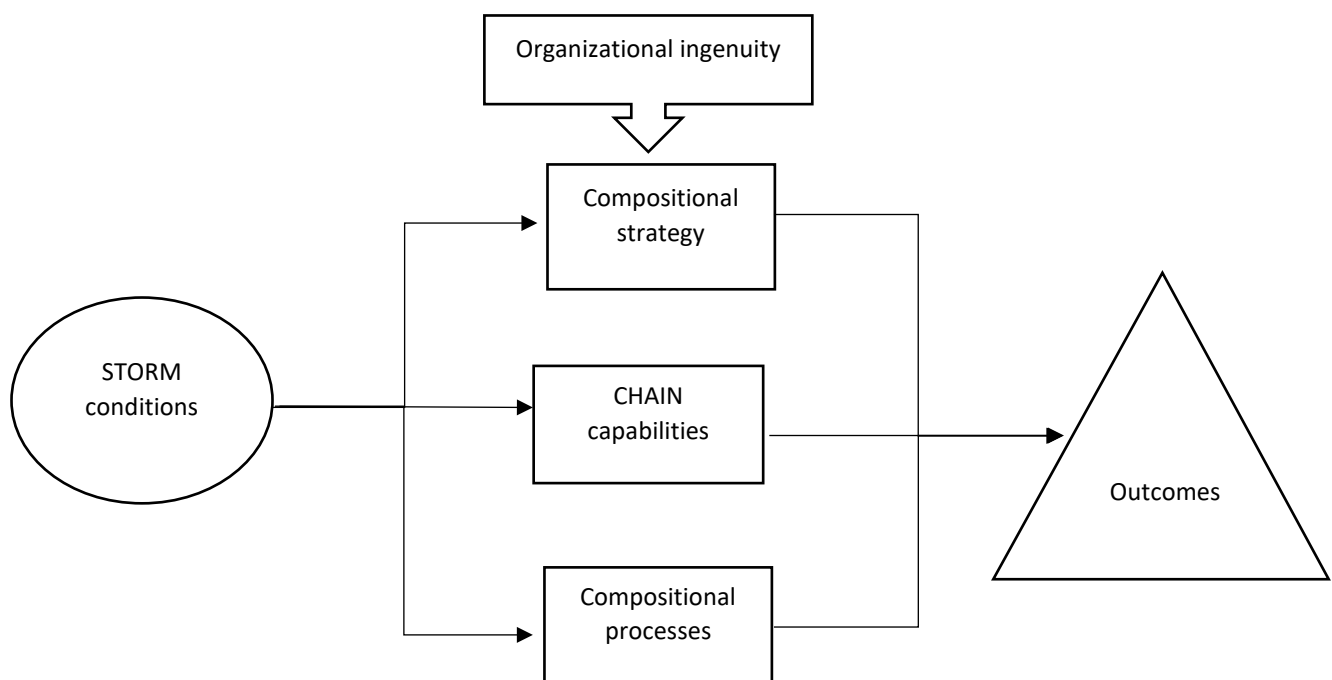 Organizational ingenuity
Compositional
strategy
STORM
conditions
CHAIN
capabilities
Outcomes
Compositional
processes